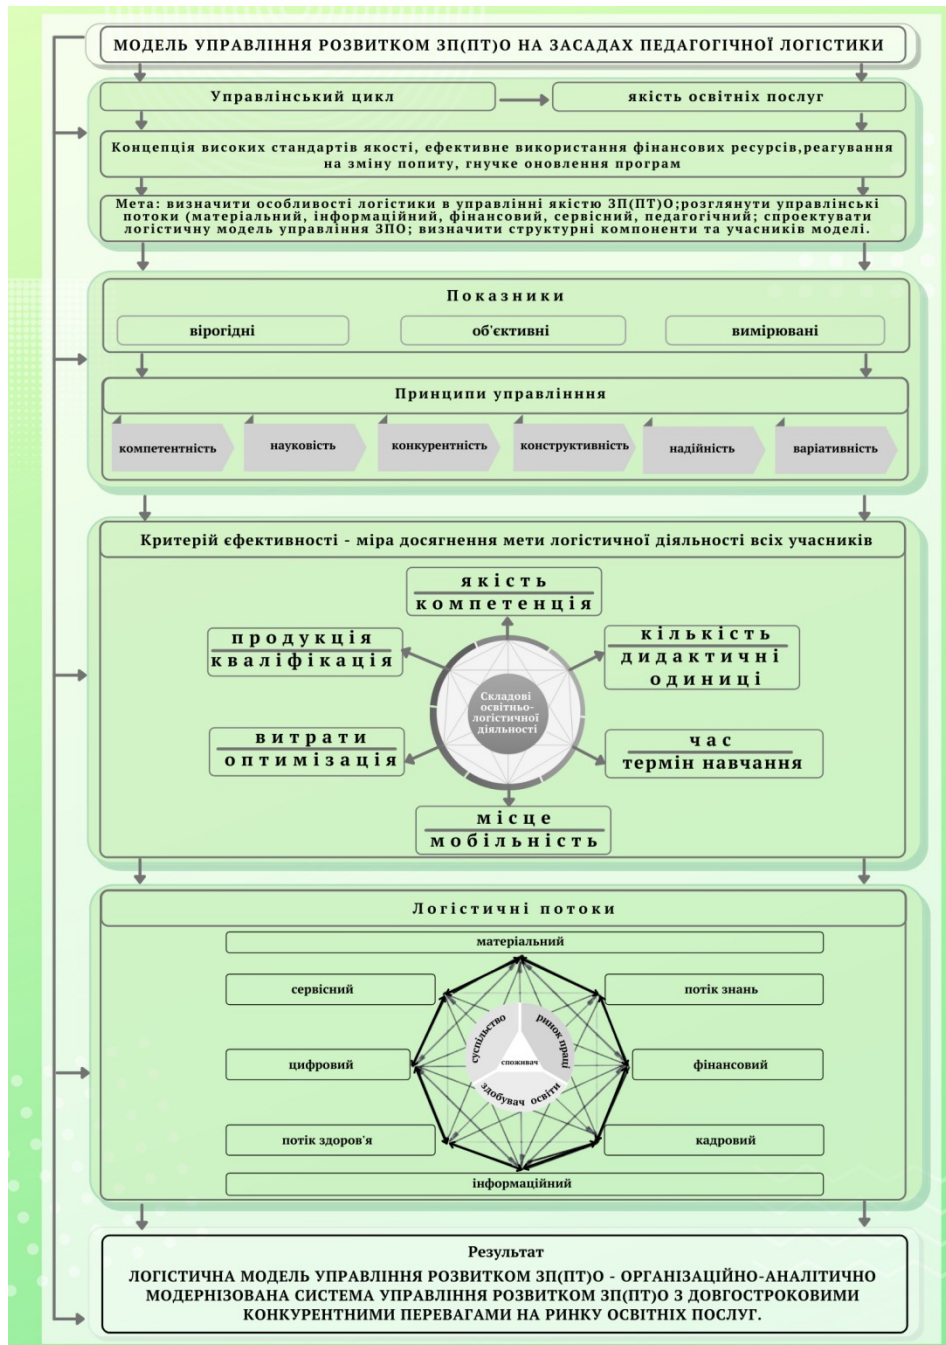 МОДЕЛЬ УПРАВЛІННЯ РОЗВИТКОМ ЗП(ПТ)О НА ЗАСАДАХ ПЕДАГОГІЧНОЇ ЛОГІСТИКИ
Управлінський цикл
якість освітніх послуг
Концепція високих стандартів якості, ефективне використання фінансових ресурсів,реагування
на зміну попиту, гнучке оновлення програм
Мета: визначити особливості логістики в управлінні якістю ЗП(ПТ)О;розглянути управлінські
потоки (матеріальний, інформаційний, фінансовий, сервісний, педагогічний; спроектувати
логістичну модель управління ЗПО; визначити структурні компоненти та учасників моделі.
Показники
вірогідні
об'єктивні
вимірювані
Принципи управлінння
компетентність
науковість
конкурентність
конструктивність
надійність
варіативність
Критерій єфективності - міра досягнення мети логістичної діяльності всіх учасників
якість
компетенція
продукція
кваліфікація
кількість
дидактичні
одиниці
Складові
освітньо-
логістичної
діяльності
витрати
оптимізація
час
термін навчання
місце
мобільність
Логістичні потоки
матеріальний
сервісний
потік знань
суспільство
ринок праці
споживач
здобувач освіти
цифровий
фінансовий
потік здоров'я
кадровий
інформаційний
Результат
ЛОГІСТИЧНА МОДЕЛЬ УПРАВЛІННЯ РОЗВИТКОМ ЗП(ПТ)О - ОРГАНІЗАЦІЙНО-АНАЛІТИЧНО
МОДЕРНІЗОВАНА СИСТЕМА УПРАВЛІННЯ РОЗВИТКОМ ЗП(ПТ)О З ДОВГОСТРОКОВИМИ
КОНКУРЕНТНИМИ ПЕРЕВАГАМИ НА РИНКУ ОСВІТНІХ ПОСЛУГ.